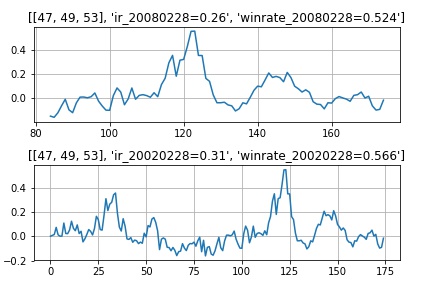 [[47, 49, 53], 'ir_20080228=0.26', 'winrate_20080228=0.524']
0.4
0.2
0.0
80 100 120 140 160
[[47, 49, 53], 'ir_20020228=0.31', 'winrate_20020228=0.566']
0.4
0.2
0.0
−0.2
0 25 50 75 100 125 150 175